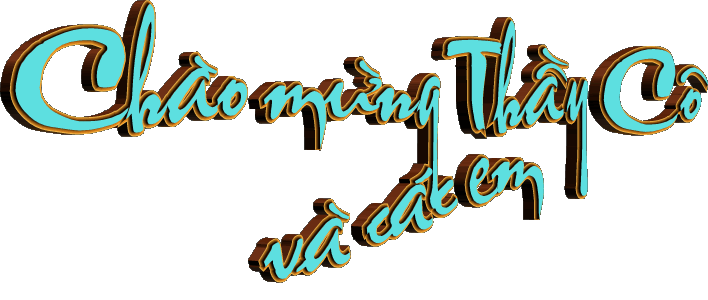 Chào mừng Thầy Cô
và các em